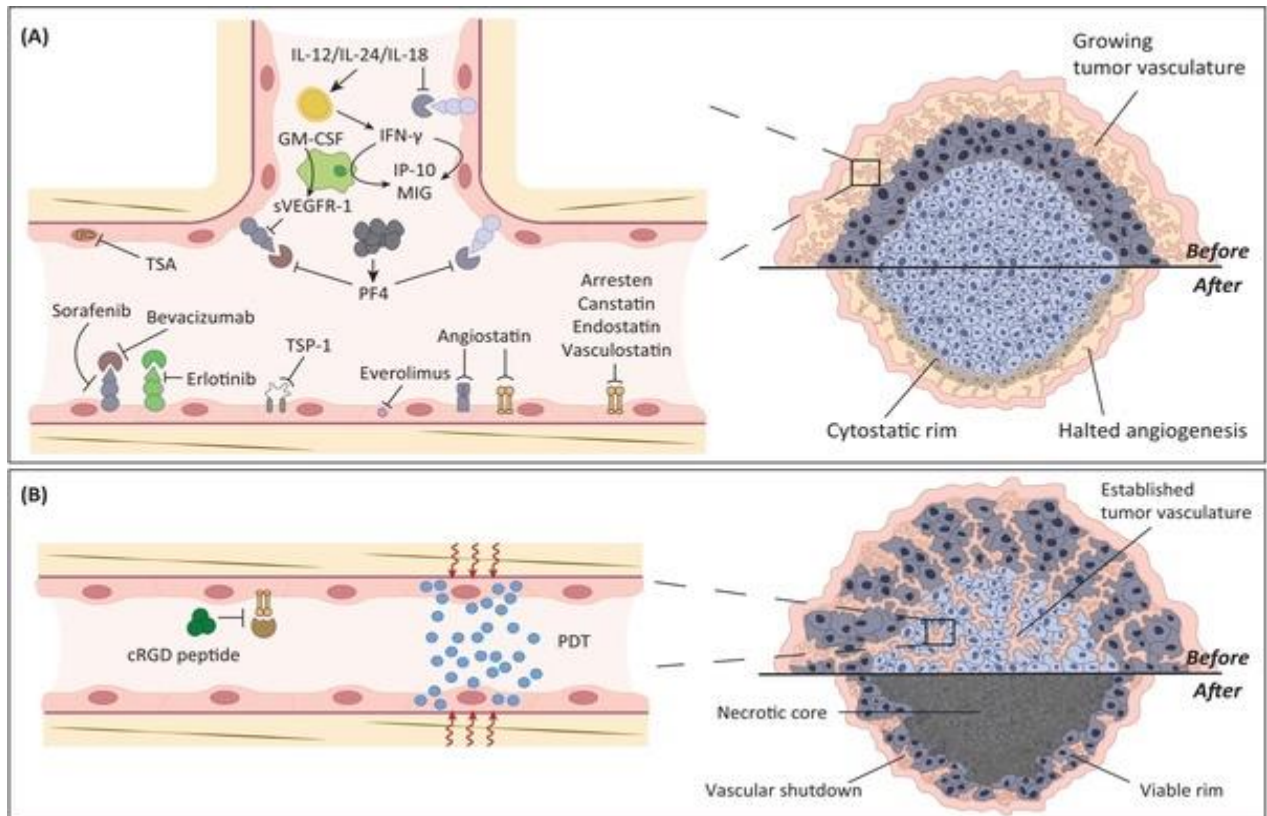 (A)
IL-12/IL-24/IL-18
GM-CSF
IFN-γ
IP-10
MIG
sVEGFR-1
TSA
PF4
Sorafenib
Bevacizumab
Erlotinib
TSP-1
Everolimus
Angiostatin
Arresten
Canstatin
Endostatin
Vasculostatin
Growing
tumor vasculature
Before
After
Cytostatic rim
Halted angiogenesis
(B)
cRGD peptide
PDT
Established
tumor vasculature
Before
After
Necrotic core
Vascular shutdown
Viable rim